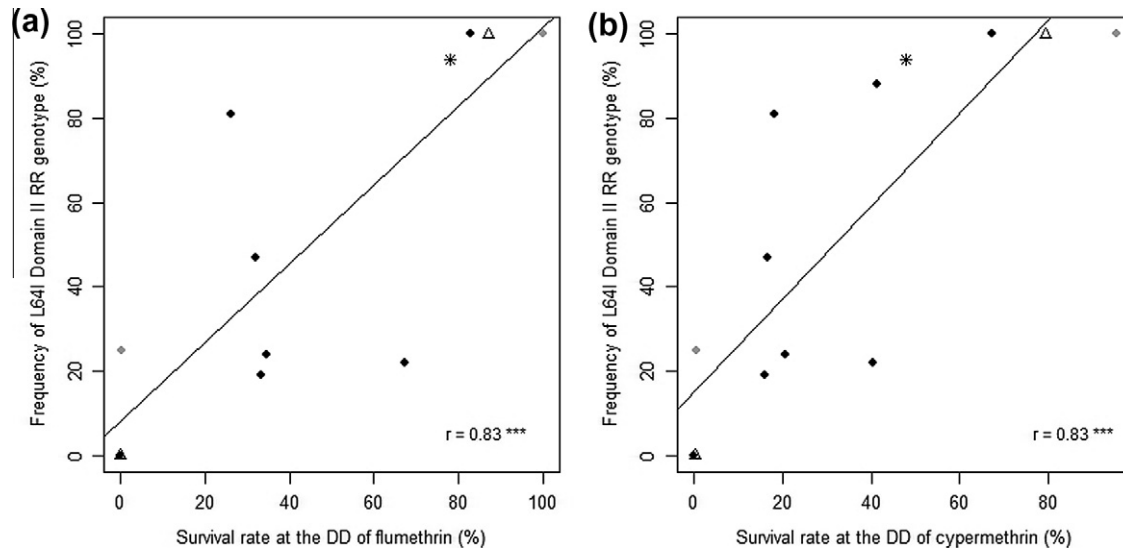 (a)
Frequency of L64I Domain II RR genotype (%)
100
80
60
40
20
0
r = 0.83 ***
0 20 40 60 80 100
Survival rate at the DD of flumethrin (%)
(b)
Frequency of L64I Domain II RR genotype (%)
100
80
60
40
20
0
r = 0.83 ***
0 20 40 60 80
Survival rate at the DD of cypermethrin (%)